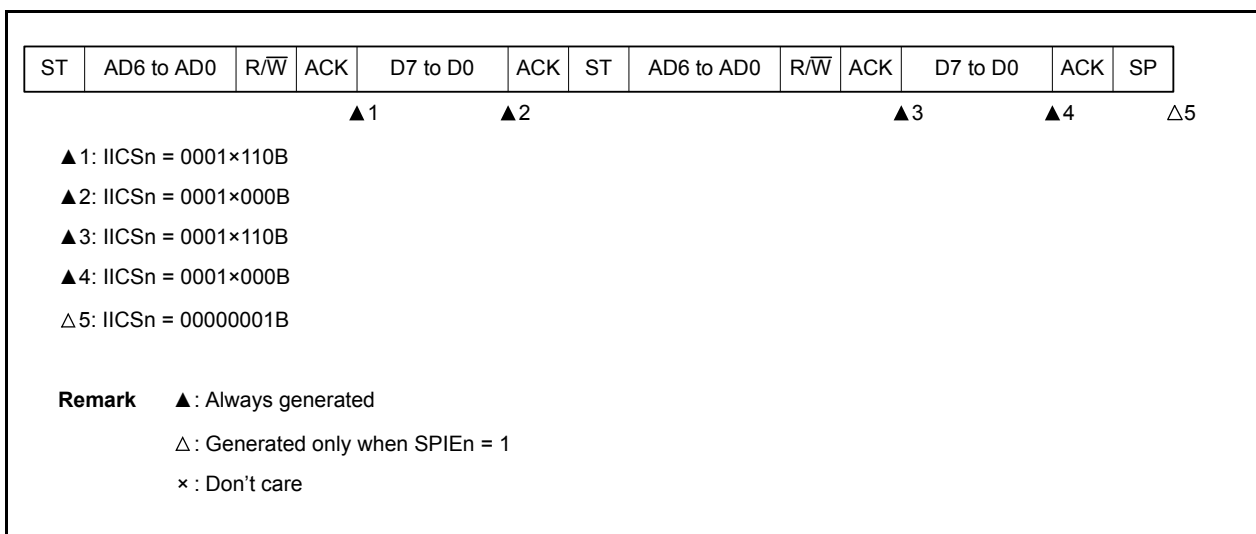 ST AD6 to AD0 R/W̅ ACK D7 to D0 ACK ST AD6 to AD0 R/W̅ ACK D7 to D0 ACK SP
▲1 ▲2 ▲3 ▲4 △5
▲1: IICSn = 0001×110B
▲2: IICSn = 0001×000B
▲3: IICSn = 0001×110B
▲4: IICSn = 0001×000B
△5: IICSn = 00000001B
Remark ▲: Always generated
△: Generated only when SPIEn = 1
× : Don't care